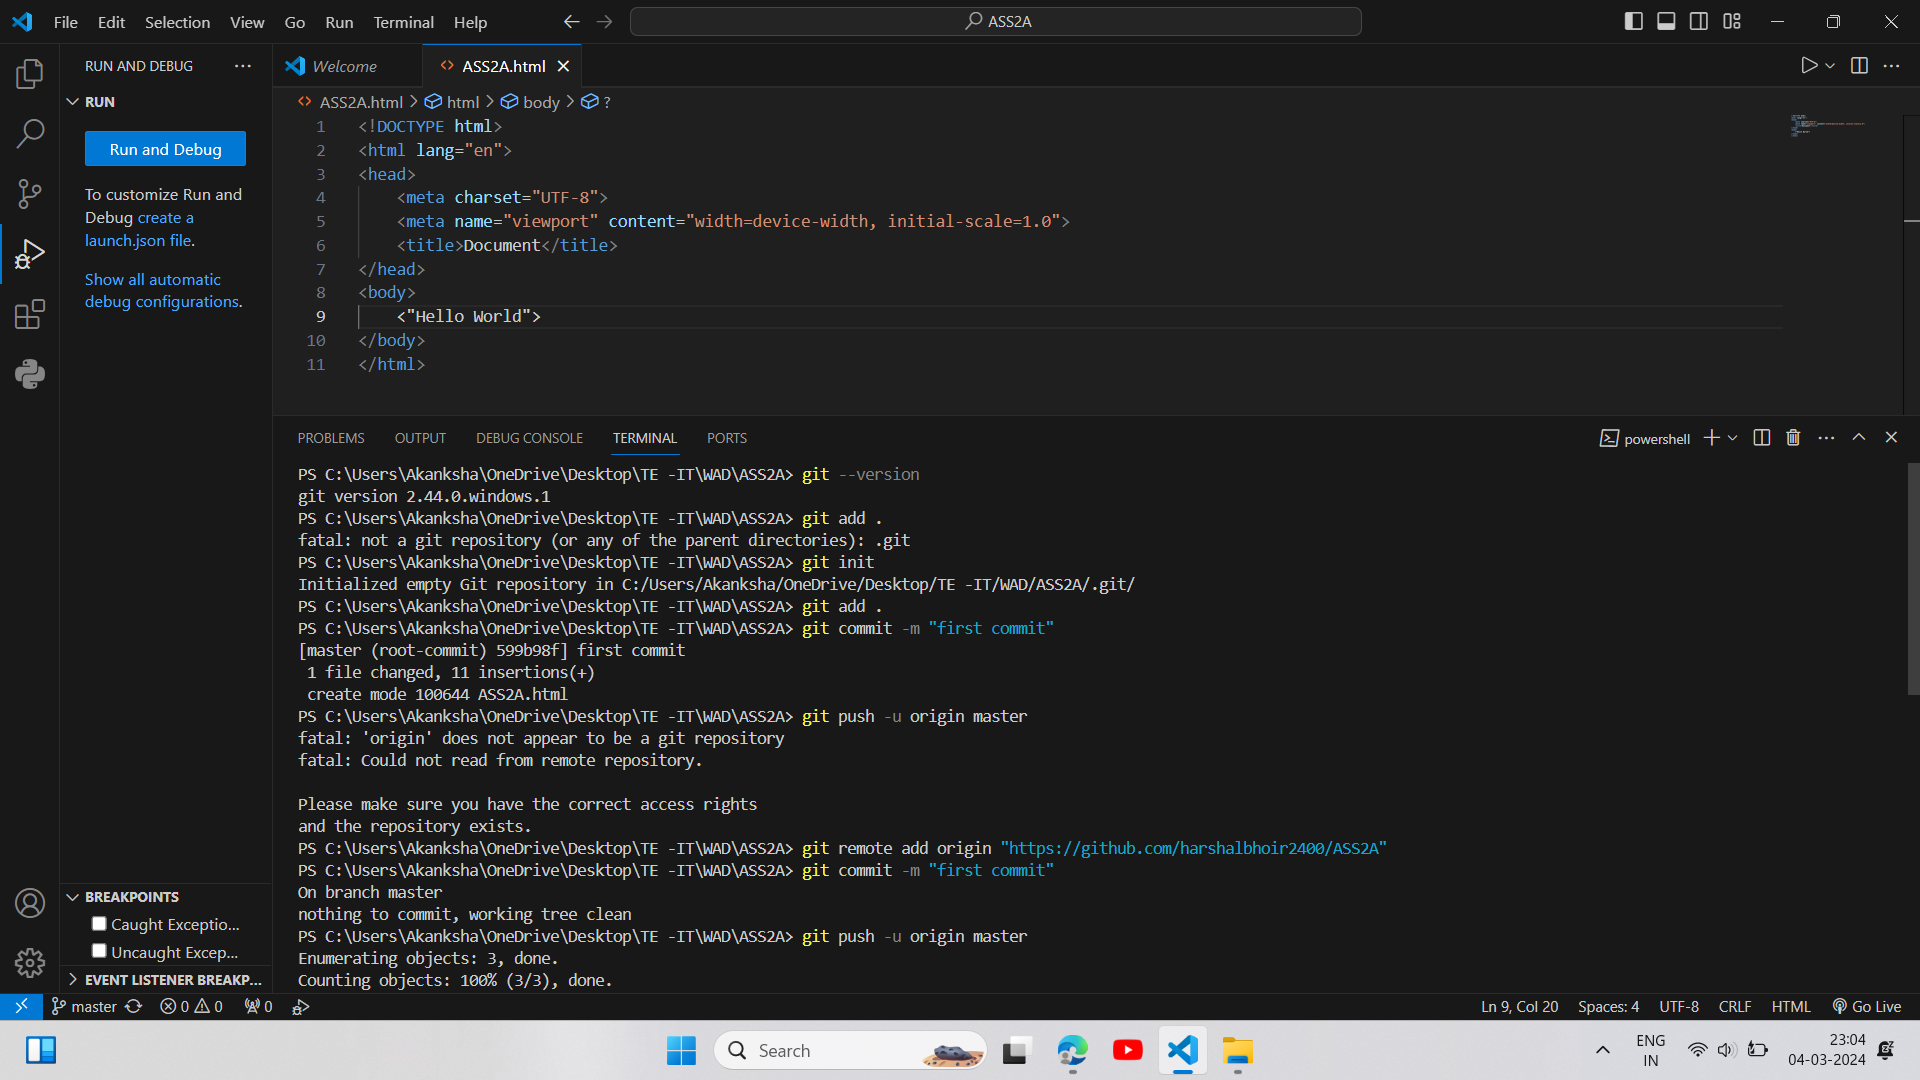 File Edit Selection View Go Run Terminal Help
ASS2A
RUN AND DEBUG
RUN
Run and Debug
To customize Run and
Debug create a
launch.json file.
Show all automatic
debug configurations.
Welcome
ASS2A.html
ASS2A.html > html > body > ?
1 <!DOCTYPE html>
2 <html lang="en">
3 <head>
4 <meta charset="UTF-8">
5 <meta name="viewport" content="width=device-width, initial-scale=1.0">
6 <title>Document</title>
7 </head>
8 <body>
9 <"Hello World">
10 </body>
11 </html>
PROBLEMS OUTPUT DEBUG CONSOLE TERMINAL PORTS
powershell
PS C:\Users\Akanksha\OneDrive\Desktop\TE -IT\WAD\ASS2A> git --version
git version 2.44.0.windows.1
PS C:\Users\Akanksha\OneDrive\Desktop\TE -IT\WAD\ASS2A> git add .
fatal: not a git repository (or any of the parent directories): .git
PS C:\Users\Akanksha\OneDrive\Desktop\TE -IT\WAD\ASS2A> git init
Initialized empty Git repository in C:/Users/Akanksha/OneDrive/Desktop/TE -IT/WAD/ASS2A/.git/
PS C:\Users\Akanksha\OneDrive\Desktop\TE -IT\WAD\ASS2A> git add .
PS C:\Users\Akanksha\OneDrive\Desktop\TE -IT\WAD\ASS2A> git commit -m "first commit"
[master (root-commit) 599b98f] first commit
1 file changed, 11 insertions(+)
create mode 100644 ASS2A.html
PS C:\Users\Akanksha\OneDrive\Desktop\TE -IT\WAD\ASS2A> git push -u origin master
fatal: 'origin' does not appear to be a git repository
fatal: Could not read from remote repository.
Please make sure you have the correct access rights
and the repository exists.
PS C:\Users\Akanksha\OneDrive\Desktop\TE -IT\WAD\ASS2A> git remote add origin "https://github.com/harshalbhoir2400/ASS2A"
PS C:\Users\Akanksha\OneDrive\Desktop\TE -IT\WAD\ASS2A> git commit -m "first commit"
On branch master
nothing to commit, working tree clean
PS C:\Users\Akanksha\OneDrive\Desktop\TE -IT\WAD\ASS2A> git push -u origin master
Enumerating objects: 3, done.
Counting objects: 100% (3/3), done.
BREAKPOINTS
Caught Exceptio...
Uncaught Excep...
EVENT LISTENER BREAKP...
master 0 0 0
Ln 9, Col 20 Spaces: 4 UTF-8 CRLF HTML Go Live
Search
ENG
IN
23:04
04-03-2024